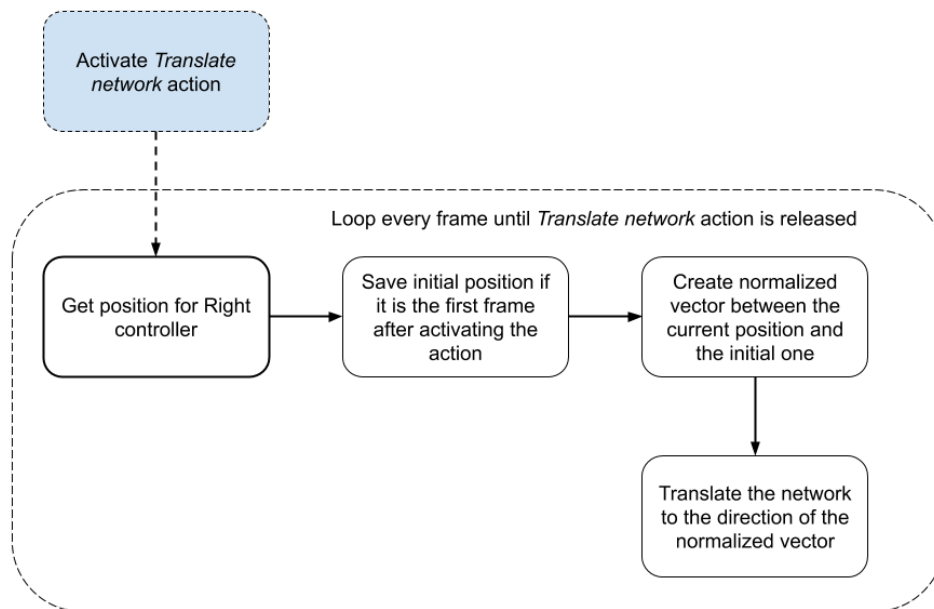 Activate Translate
network action
Loop every frame until Translate network action is released
Get position for Right
controller
Save initial position if
it is the first frame
after activating the
action
Create normalized
vector between the
current position and
the initial one
Translate the network
to the direction of the
normalized vector